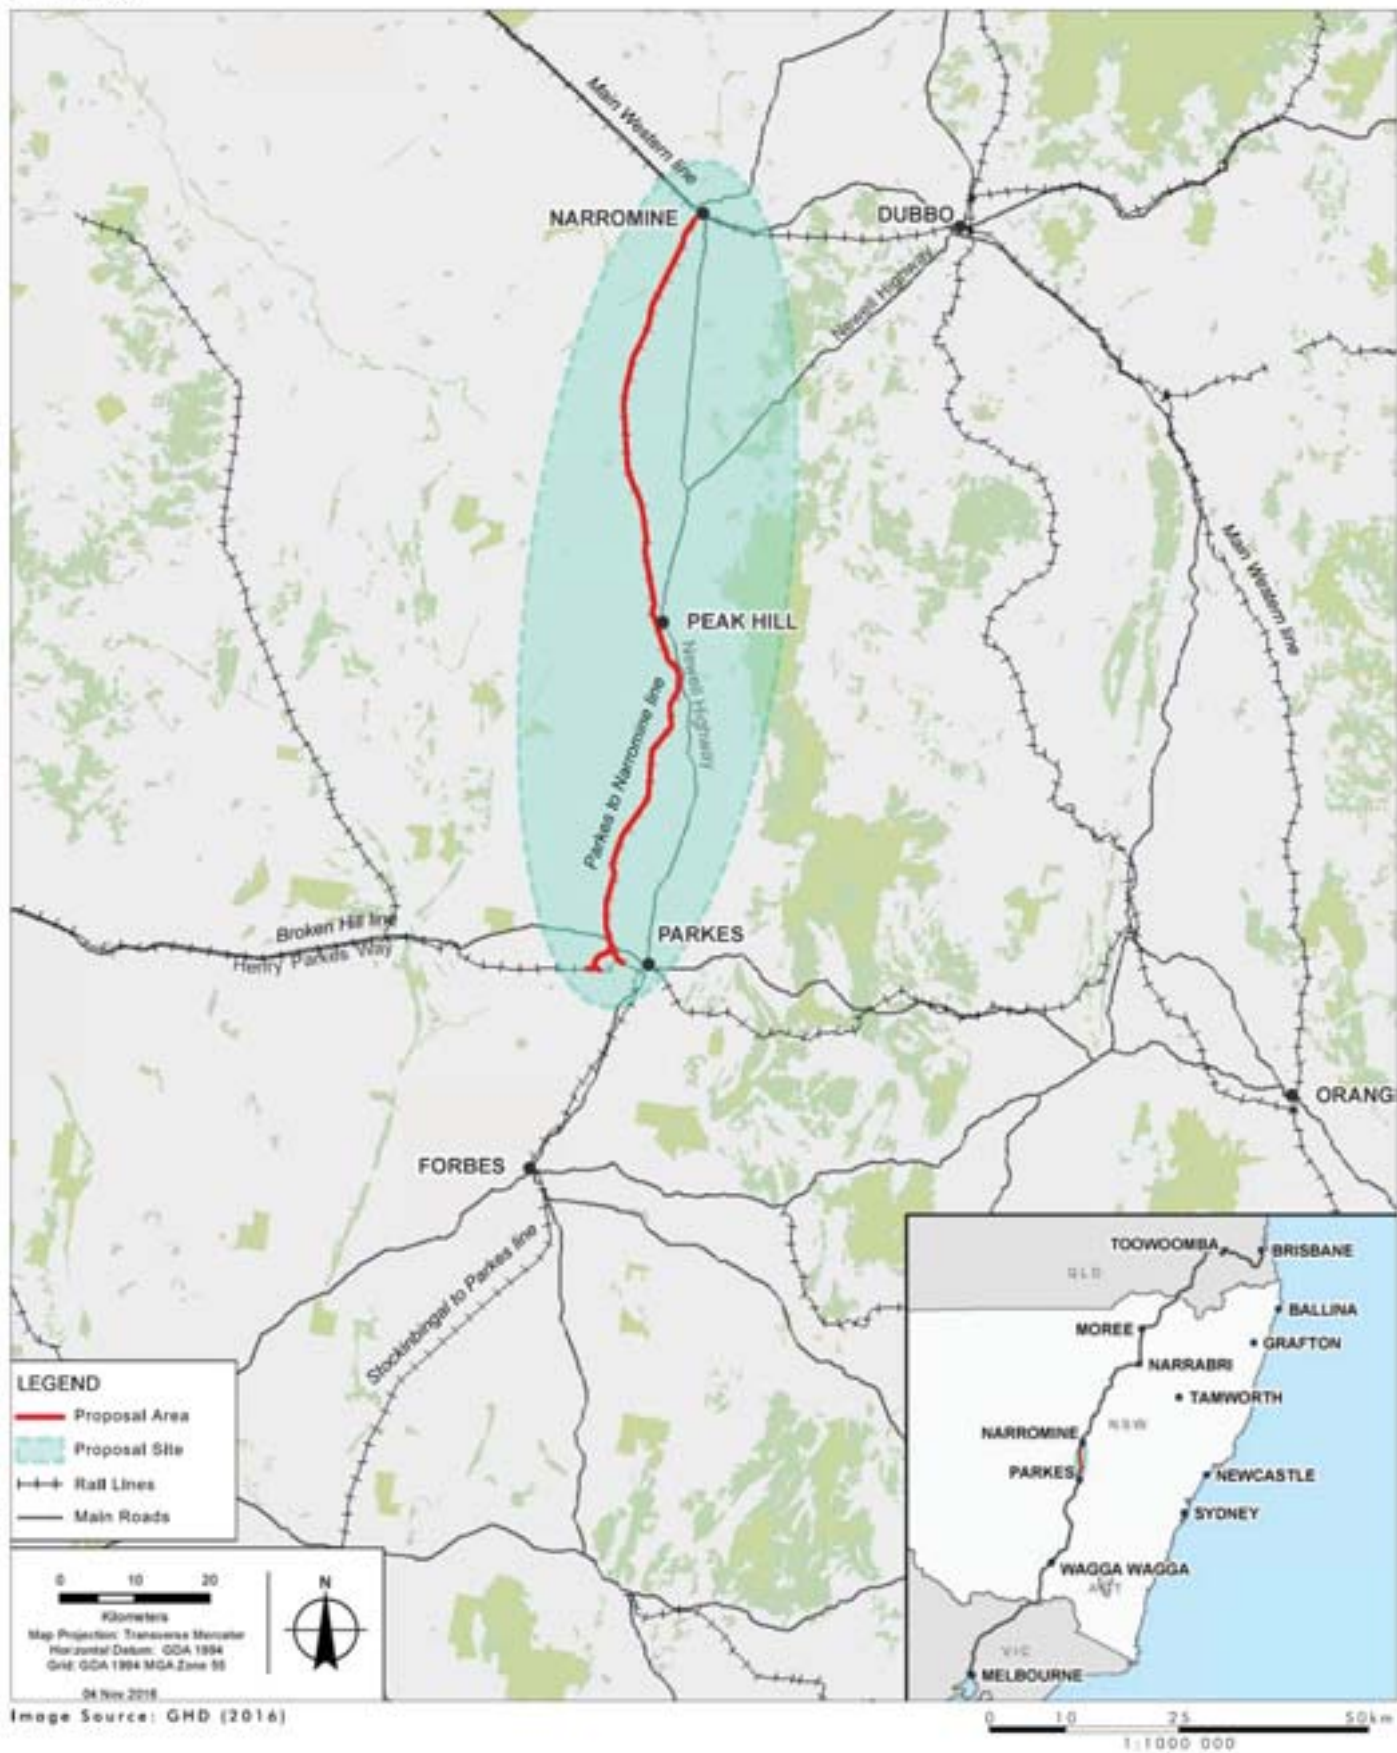 Main Western line
NARROMINE
DUBBO
Newell Highway
Main Western line
PEAK HILL
Newell Highway
Parkes to Narromine line
PARKES
Broken Hill line
Henry Parkes Way
ORANG
FORBES
Stockinbingal to Parkes line
LEGEND
Proposal Area
Proposal Site
Rail Lines
Main Roads
0 10 20
Kilometers
Map Projection: Transverse Mercator
Horizontal Datum: GDA 1994
Grid: GDA 1994 MGA Zone 55
04 Nov 2016
N
TOOWOOMBA
BRISBANE
QLD
BALLINA
MOREE
GRAFTON
NARRABRI
TAMWORTH
NSW
NARROMINE
PARKES
NEWCASTLE
SYDNEY
WAGGA WAGGA
ACT
VIC
MELBOURNE
Image Source: GHD (2016)
0 10 25 50km
1:1000 000